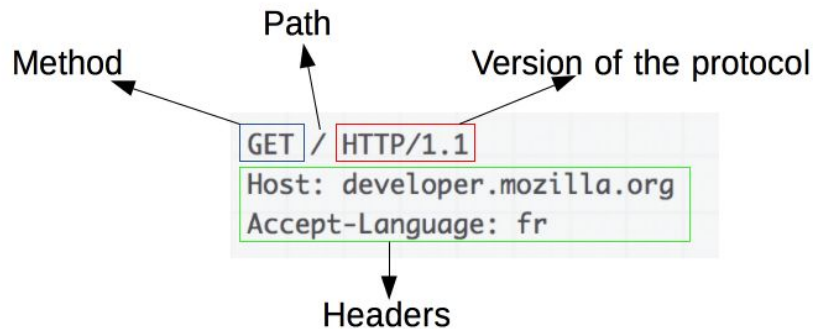 Path
Method
Version of the protocol
GET / HTTP/1.1
Host: developer.mozilla.org
Accept-Language: fr
Headers